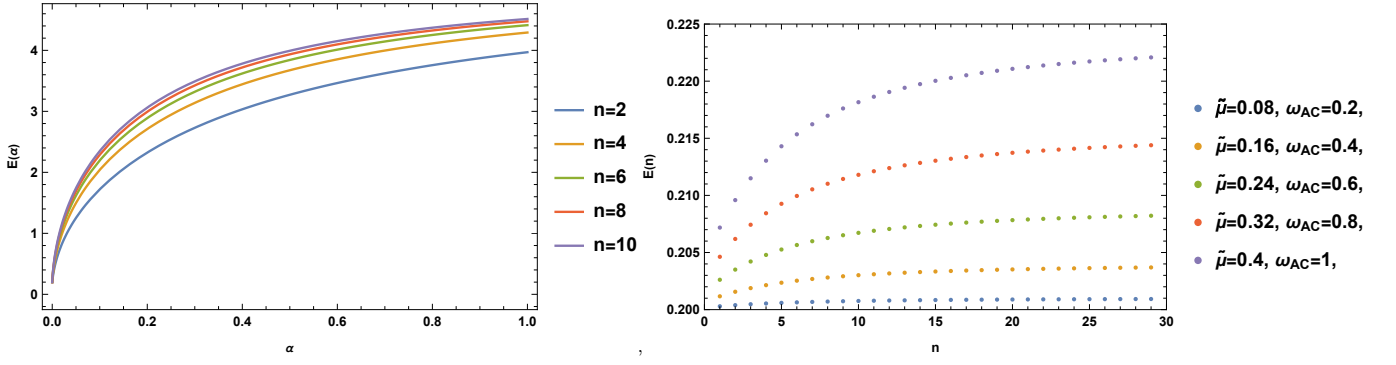 E(α)
4
3
2
1
0
0.0 0.2 0.4 0.6 0.8 1.0
α
n=2
n=4
n=6
n=8
n=10
,
E(n)
0.225
0.220
0.215
0.210
0.205
0.200
0 5 10 15 20 25 30
n
μ̃=0.08, ω_AC=0.2,
μ̃=0.16, ω_AC=0.4,
μ̃=0.24, ω_AC=0.6,
μ̃=0.32, ω_AC=0.8,
μ̃=0.4, ω_AC=1,